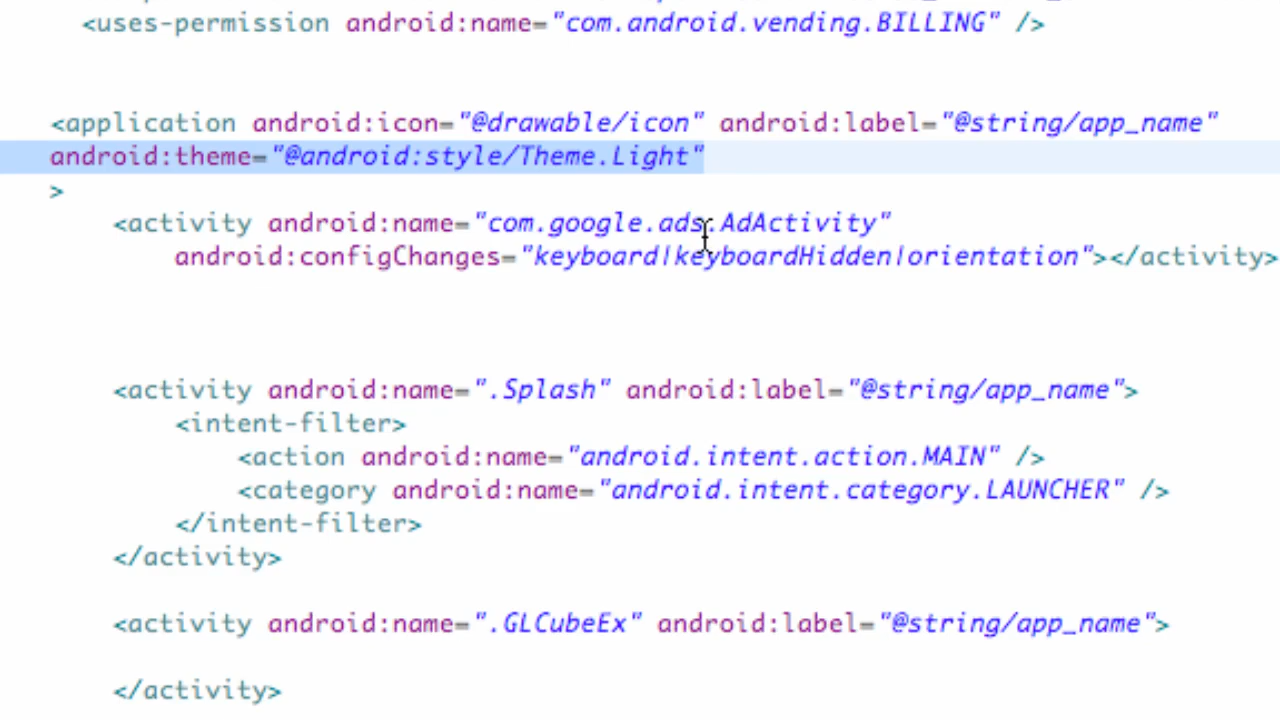 <uses-permission android:name="com.android.vending.BILLING" />
<application android:icon="@drawable/icon" android:label="@string/app_name"
android:theme="@android:style/Theme.Light"
>
<activity android:name="com.google.ads.AdActivity"
android:configChanges="keyboard|keyboardHidden|orientation"></activity>
<activity android:name=".Splash" android:label="@string/app_name">
<intent-filter>
<action android:name="android.intent.action.MAIN" />
<category android:name="android.intent.category.LAUNCHER" />
</intent-filter>
</activity>
<activity android:name=".GLCubeEx" android:label="@string/app_name">
</activity>